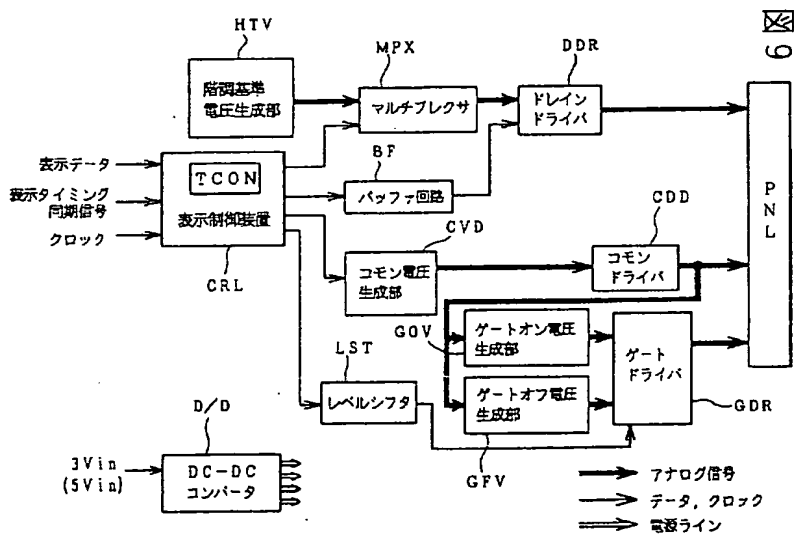 図 9
HTV
MPX
DDR
階調基準
電圧生成部
マルチプレクサ
ドレイン
ドライバ
PNL
表示データ
表示タイミング
同期信号
クロック
TCON
表示制御装置
CRL
BF
バッファ回路
CVD
コモン電圧
生成部
CDD
コモン
ドライバ
GOV
ゲートオン電圧
生成部
ゲート
ドライバ
GDR
LST
レベルシフタ
ゲートオフ電圧
生成部
GFV
D/D
3Vin
(5Vin)
DC-DC
コンバータ
アナログ信号
データ,クロック
電源ライン